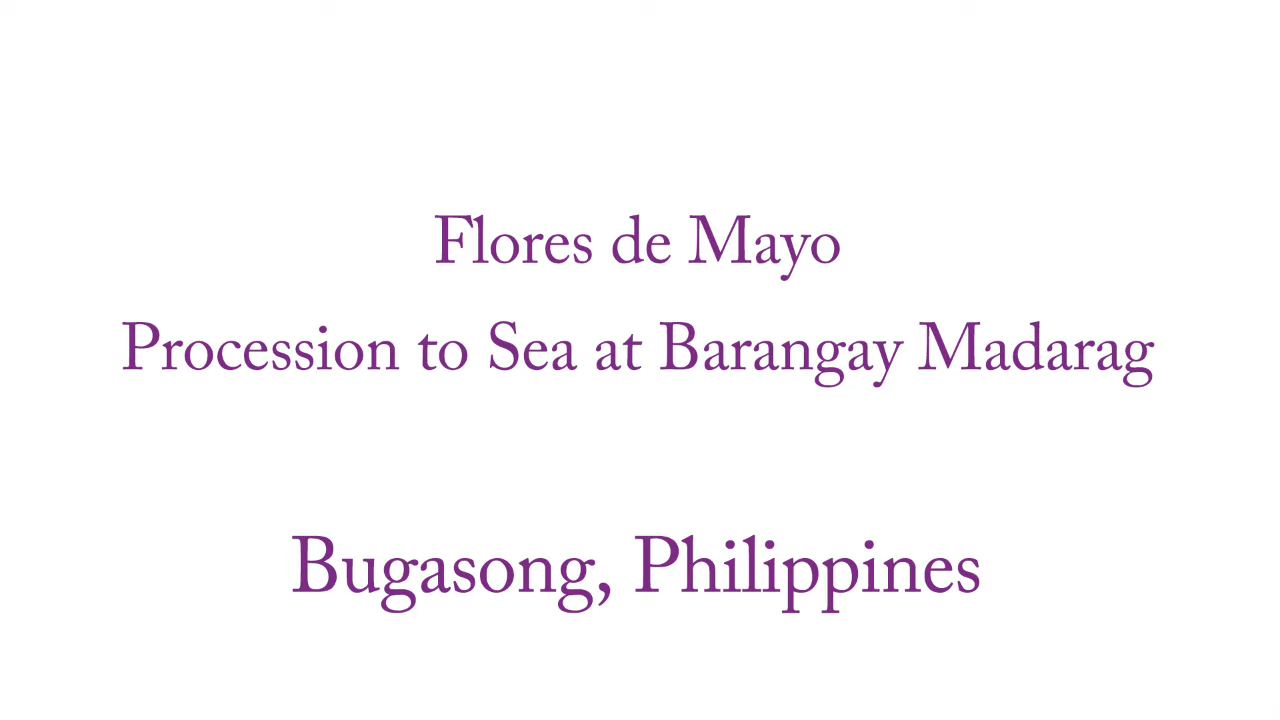 Flores de Mayo
Procession to Sea at Barangay Madarag
Bugasong, Philippines